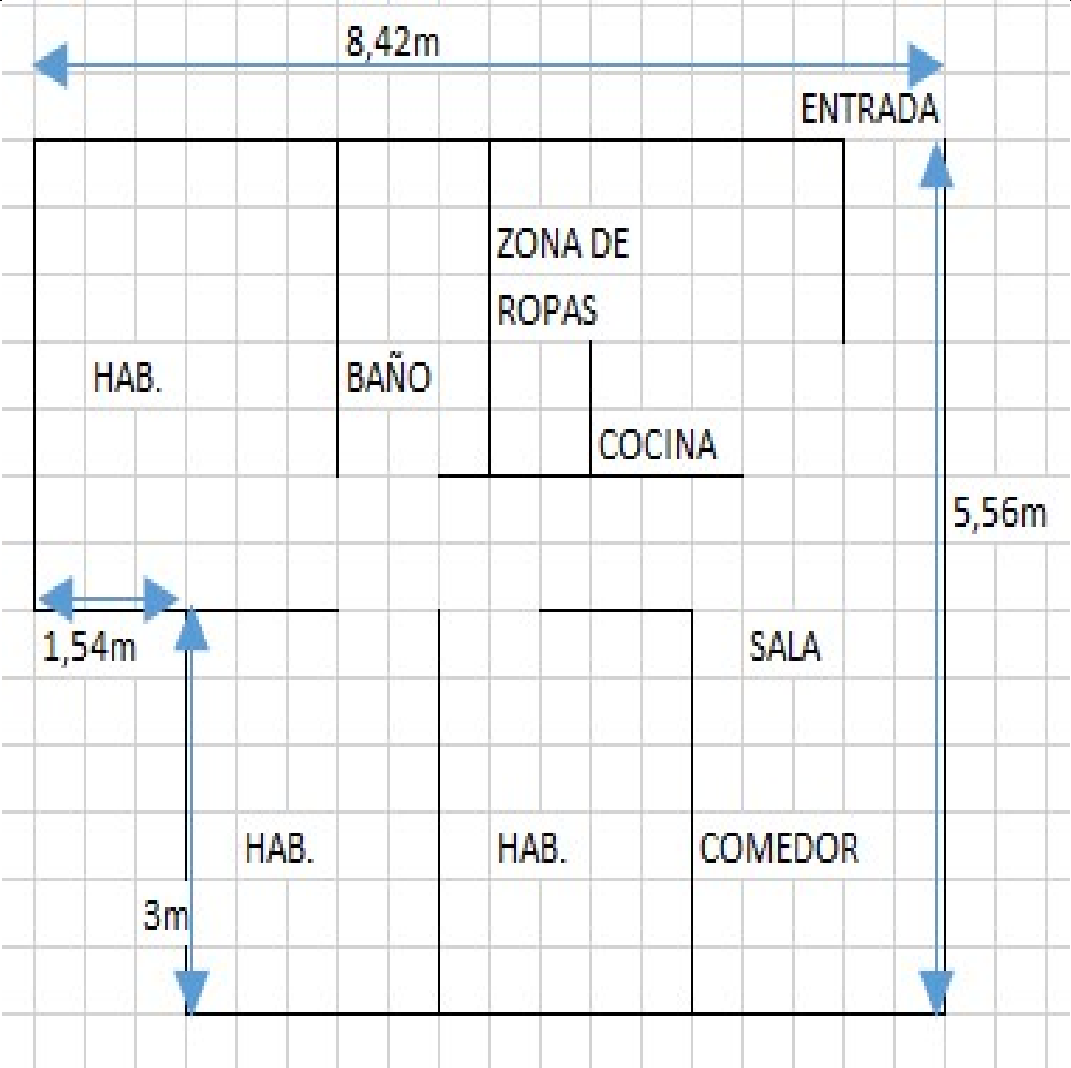 8,42m
ENTRADA
ZONA DE
ROPAS
HAB.
BAÑO
COCINA
5,56m
1,54m
SALA
HAB.
HAB.
COMEDOR
3m